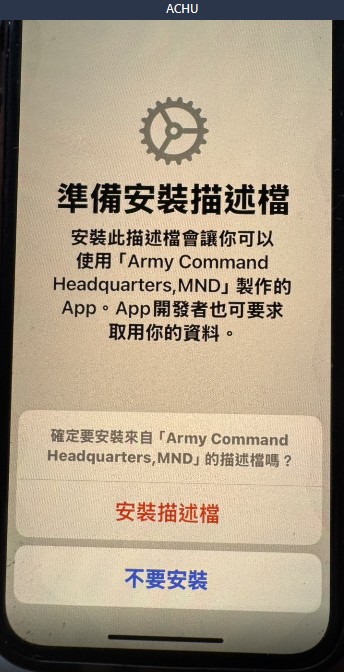 ACHU
準備安裝描述檔
安裝此描述檔會讓你可以
使用「Army Command
Headquarters,MND」製作的
App。App開發者也可要求
取用你的資料。
確定要安裝來自「Army Command
Headquarters,MND」的描述檔嗎？
安裝描述檔
不要安裝